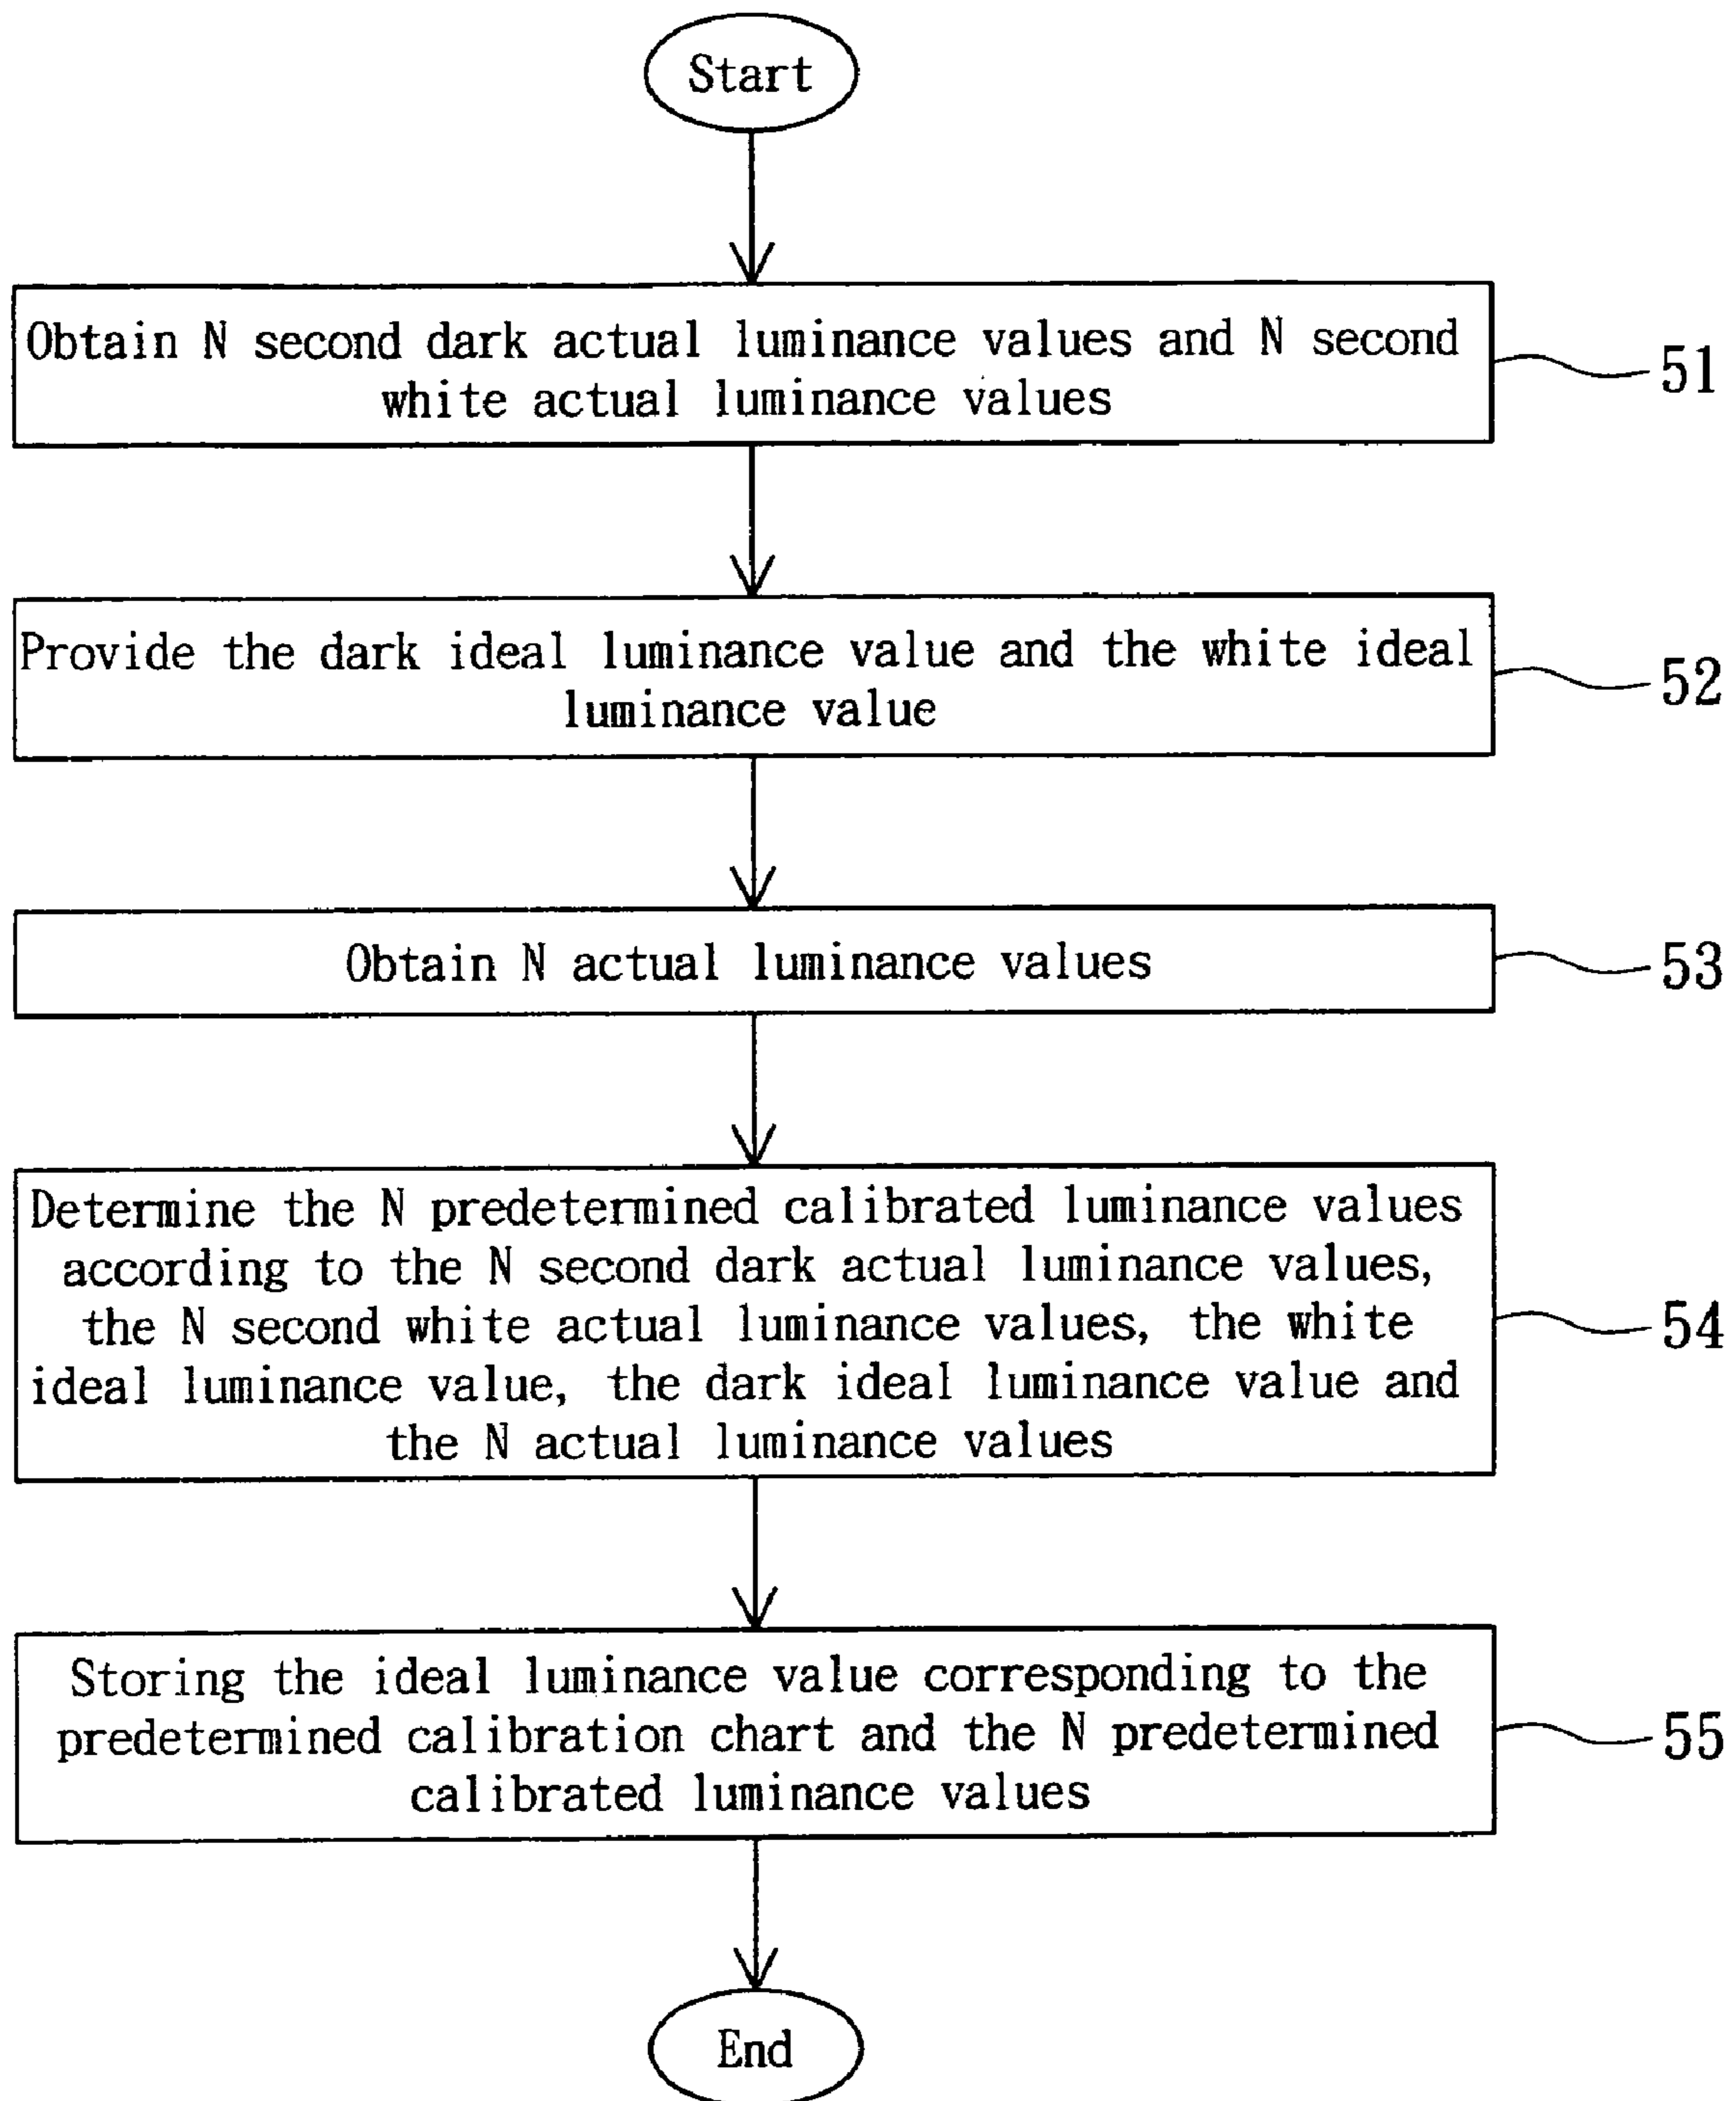 Start
Obtain N second dark actual luminance values and N second
white actual luminance values
51
Provide the dark ideal luminance value and the white ideal
luminance value
52
Obtain N actual luminance values
53
Determine the N predetermined calibrated luminance values
according to the N second dark actual luminance values,
the N second white actual luminance values, the white
ideal luminance value, the dark ideal luminance value and
the N actual luminance values
54
Storing the ideal luminance value corresponding to the
predetermined calibration chart and the N predetermined
calibrated luminance values
55
End